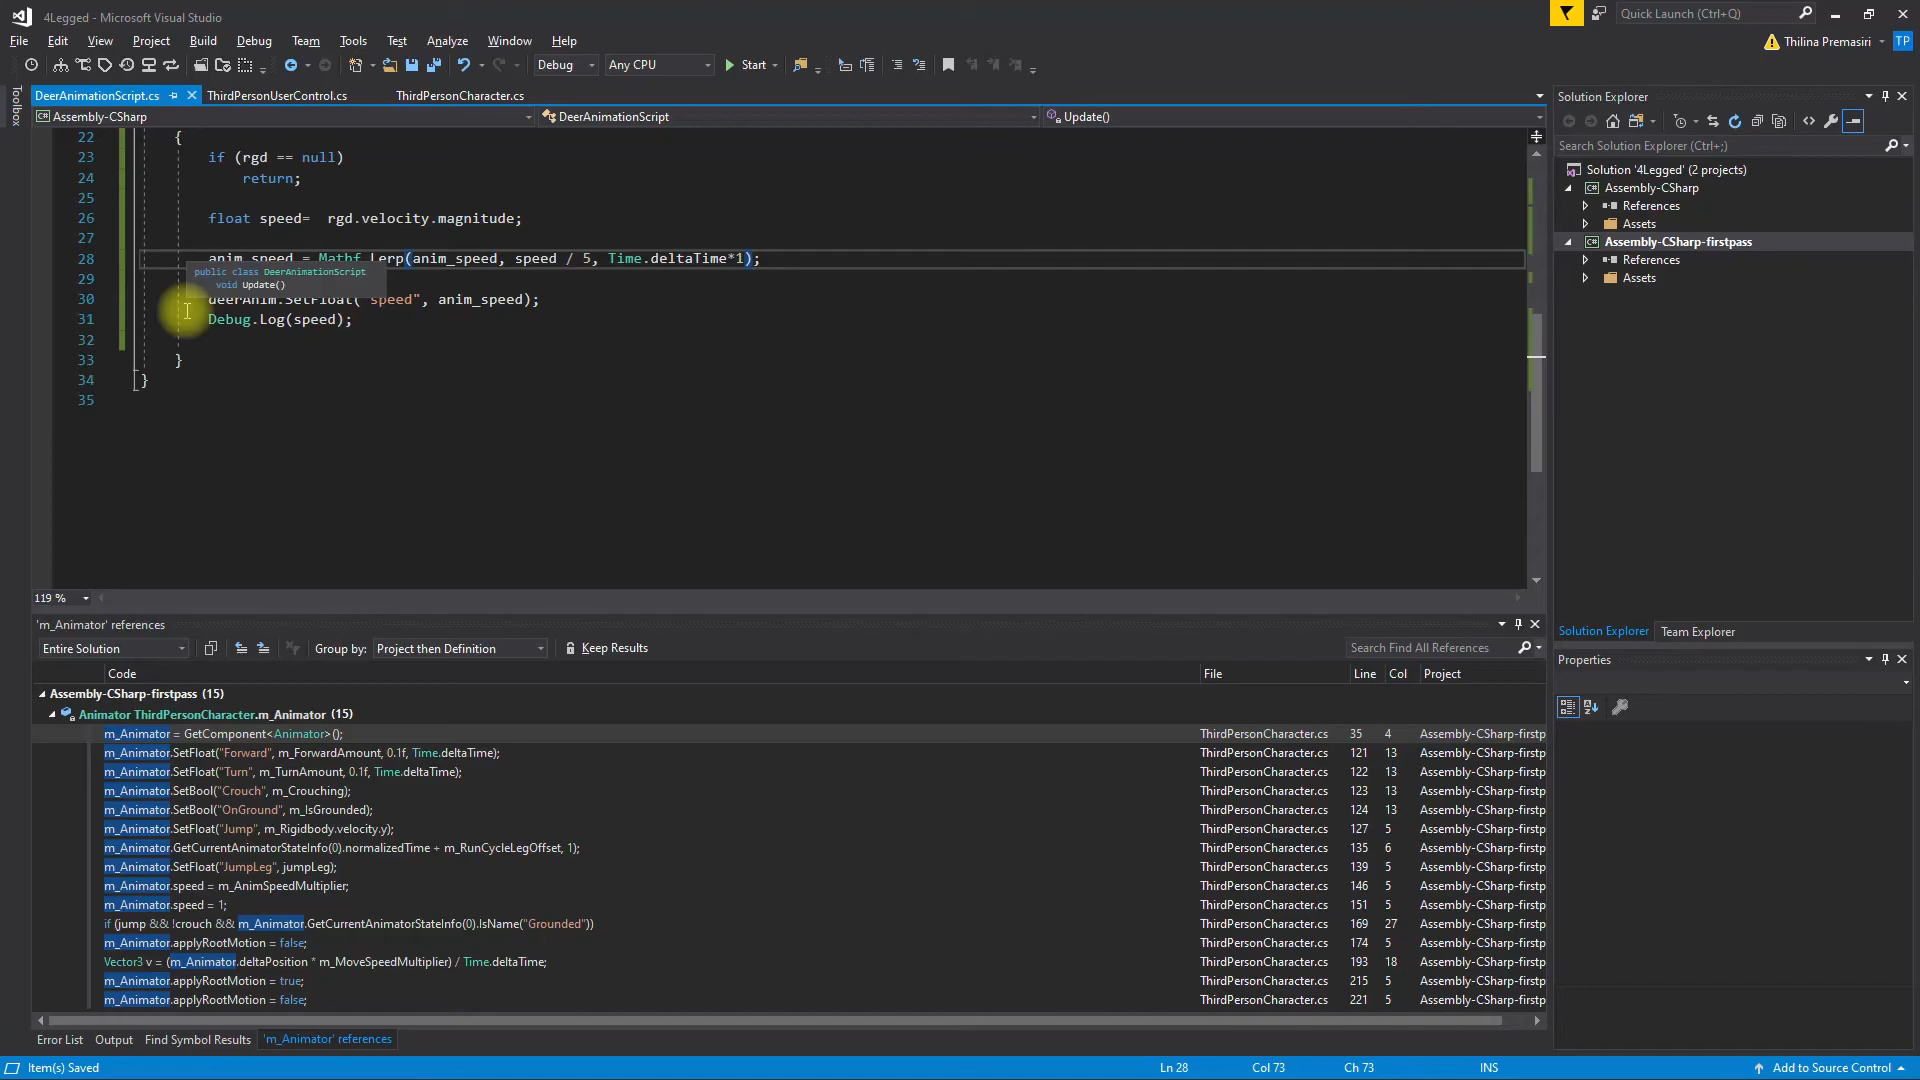 4Legged - Microsoft Visual Studio
Quick Launch (Ctrl+Q)
File Edit View Project Build Debug Team Tools Test Analyze Window Help
Thilina Premasiri TP
Debug Any CPU Start
Toolbox
DeerAnimationScript.cs ThirdPersonUserControl.cs ThirdPersonCharacter.cs
Assembly-CSharp DeerAnimationScript Update()
22 {
23 if (rgd == null)
24 return;
25
26 float speed= rgd.velocity.magnitude;
27
28 anim_speed = Mathf.Lerp(anim_speed, speed / 5, Time.deltaTime*1);
public class DeerAnimationScript
29
void Update()
30 deerAnim.SetFloat("speed", anim_speed);
31 Debug.Log(speed);
32
33 }
34 }
35
119 %
Solution Explorer
Search Solution Explorer (Ctrl+;)
Solution '4Legged' (2 projects)
Assembly-CSharp
References
Assets
Assembly-CSharp-firstpass
References
Assets
Solution Explorer Team Explorer
Properties
'm_Animator' references
Entire Solution Group by: Project then Definition Keep Results Search Find All References
Code File Line Col Project
Assembly-CSharp-firstpass (15)
Animator ThirdPersonCharacter.m_Animator (15)
m_Animator = GetComponent<Animator>(); ThirdPersonCharacter.cs 35 4 Assembly-CSharp-firstp
m_Animator.SetFloat("Forward", m_ForwardAmount, 0.1f, Time.deltaTime); ThirdPersonCharacter.cs 121 13 Assembly-CSharp-firstp
m_Animator.SetFloat("Turn", m_TurnAmount, 0.1f, Time.deltaTime); ThirdPersonCharacter.cs 122 13 Assembly-CSharp-firstp
m_Animator.SetBool("Crouch", m_Crouching); ThirdPersonCharacter.cs 123 13 Assembly-CSharp-firstp
m_Animator.SetBool("OnGround", m_IsGrounded); ThirdPersonCharacter.cs 124 13 Assembly-CSharp-firstp
m_Animator.SetFloat("Jump", m_Rigidbody.velocity.y); ThirdPersonCharacter.cs 127 5 Assembly-CSharp-firstp
m_Animator.GetCurrentAnimatorStateInfo(0).normalizedTime + m_RunCycleLegOffset, 1); ThirdPersonCharacter.cs 135 6 Assembly-CSharp-firstp
m_Animator.SetFloat("JumpLeg", jumpLeg); ThirdPersonCharacter.cs 139 5 Assembly-CSharp-firstp
m_Animator.speed = m_AnimSpeedMultiplier; ThirdPersonCharacter.cs 146 5 Assembly-CSharp-firstp
m_Animator.speed = 1; ThirdPersonCharacter.cs 151 5 Assembly-CSharp-firstp
if (jump && !crouch && m_Animator.GetCurrentAnimatorStateInfo(0).IsName("Grounded")) ThirdPersonCharacter.cs 169 27 Assembly-CSharp-firstp
m_Animator.applyRootMotion = false; ThirdPersonCharacter.cs 174 5 Assembly-CSharp-firstp
Vector3 v = (m_Animator.deltaPosition * m_MoveSpeedMultiplier) / Time.deltaTime; ThirdPersonCharacter.cs 193 18 Assembly-CSharp-firstp
m_Animator.applyRootMotion = true; ThirdPersonCharacter.cs 215 5 Assembly-CSharp-firstp
m_Animator.applyRootMotion = false; ThirdPersonCharacter.cs 221 5 Assembly-CSharp-firstp
Error List Output Find Symbol Results 'm_Animator' references
Item(s) Saved Ln 28 Col 73 Ch 73 INS Add to Source Control